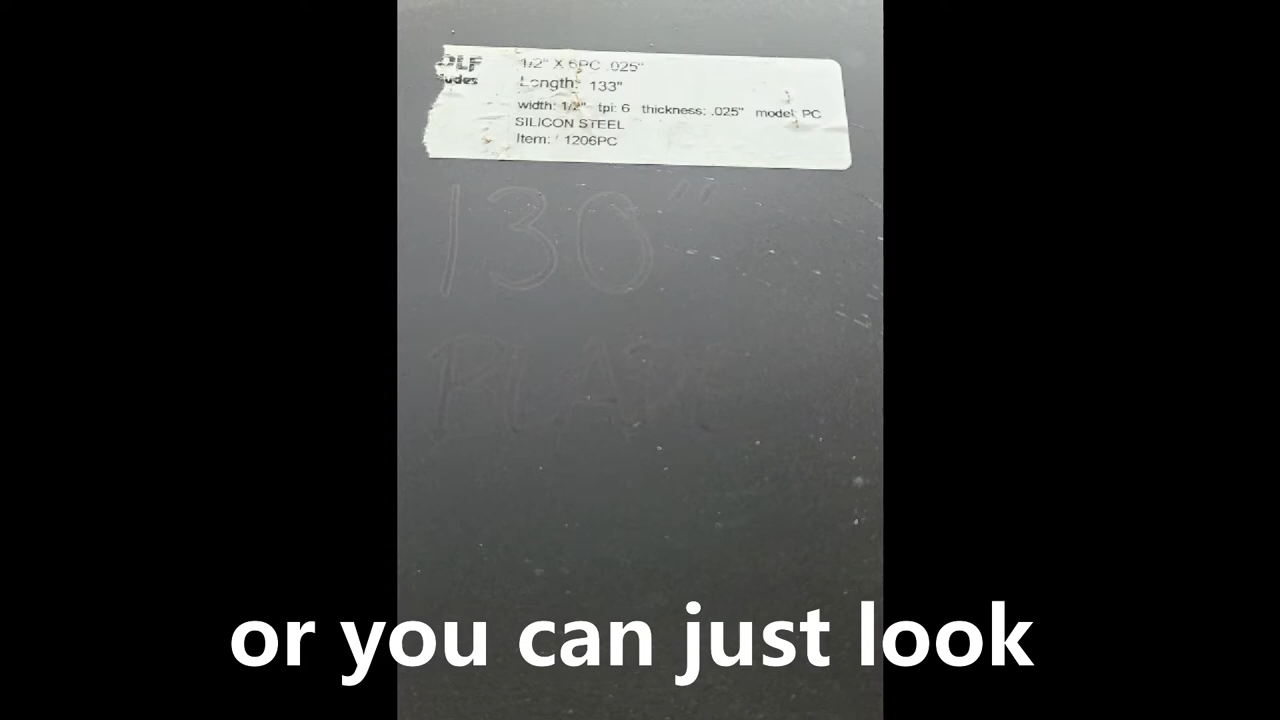 1/2" X 6PC .025"
Length: 133"
width: 1/2" tpi: 6 thickness: .025" model: PC
SILICON STEEL
Item: 1206PC
130"
BLADE
or you can just look